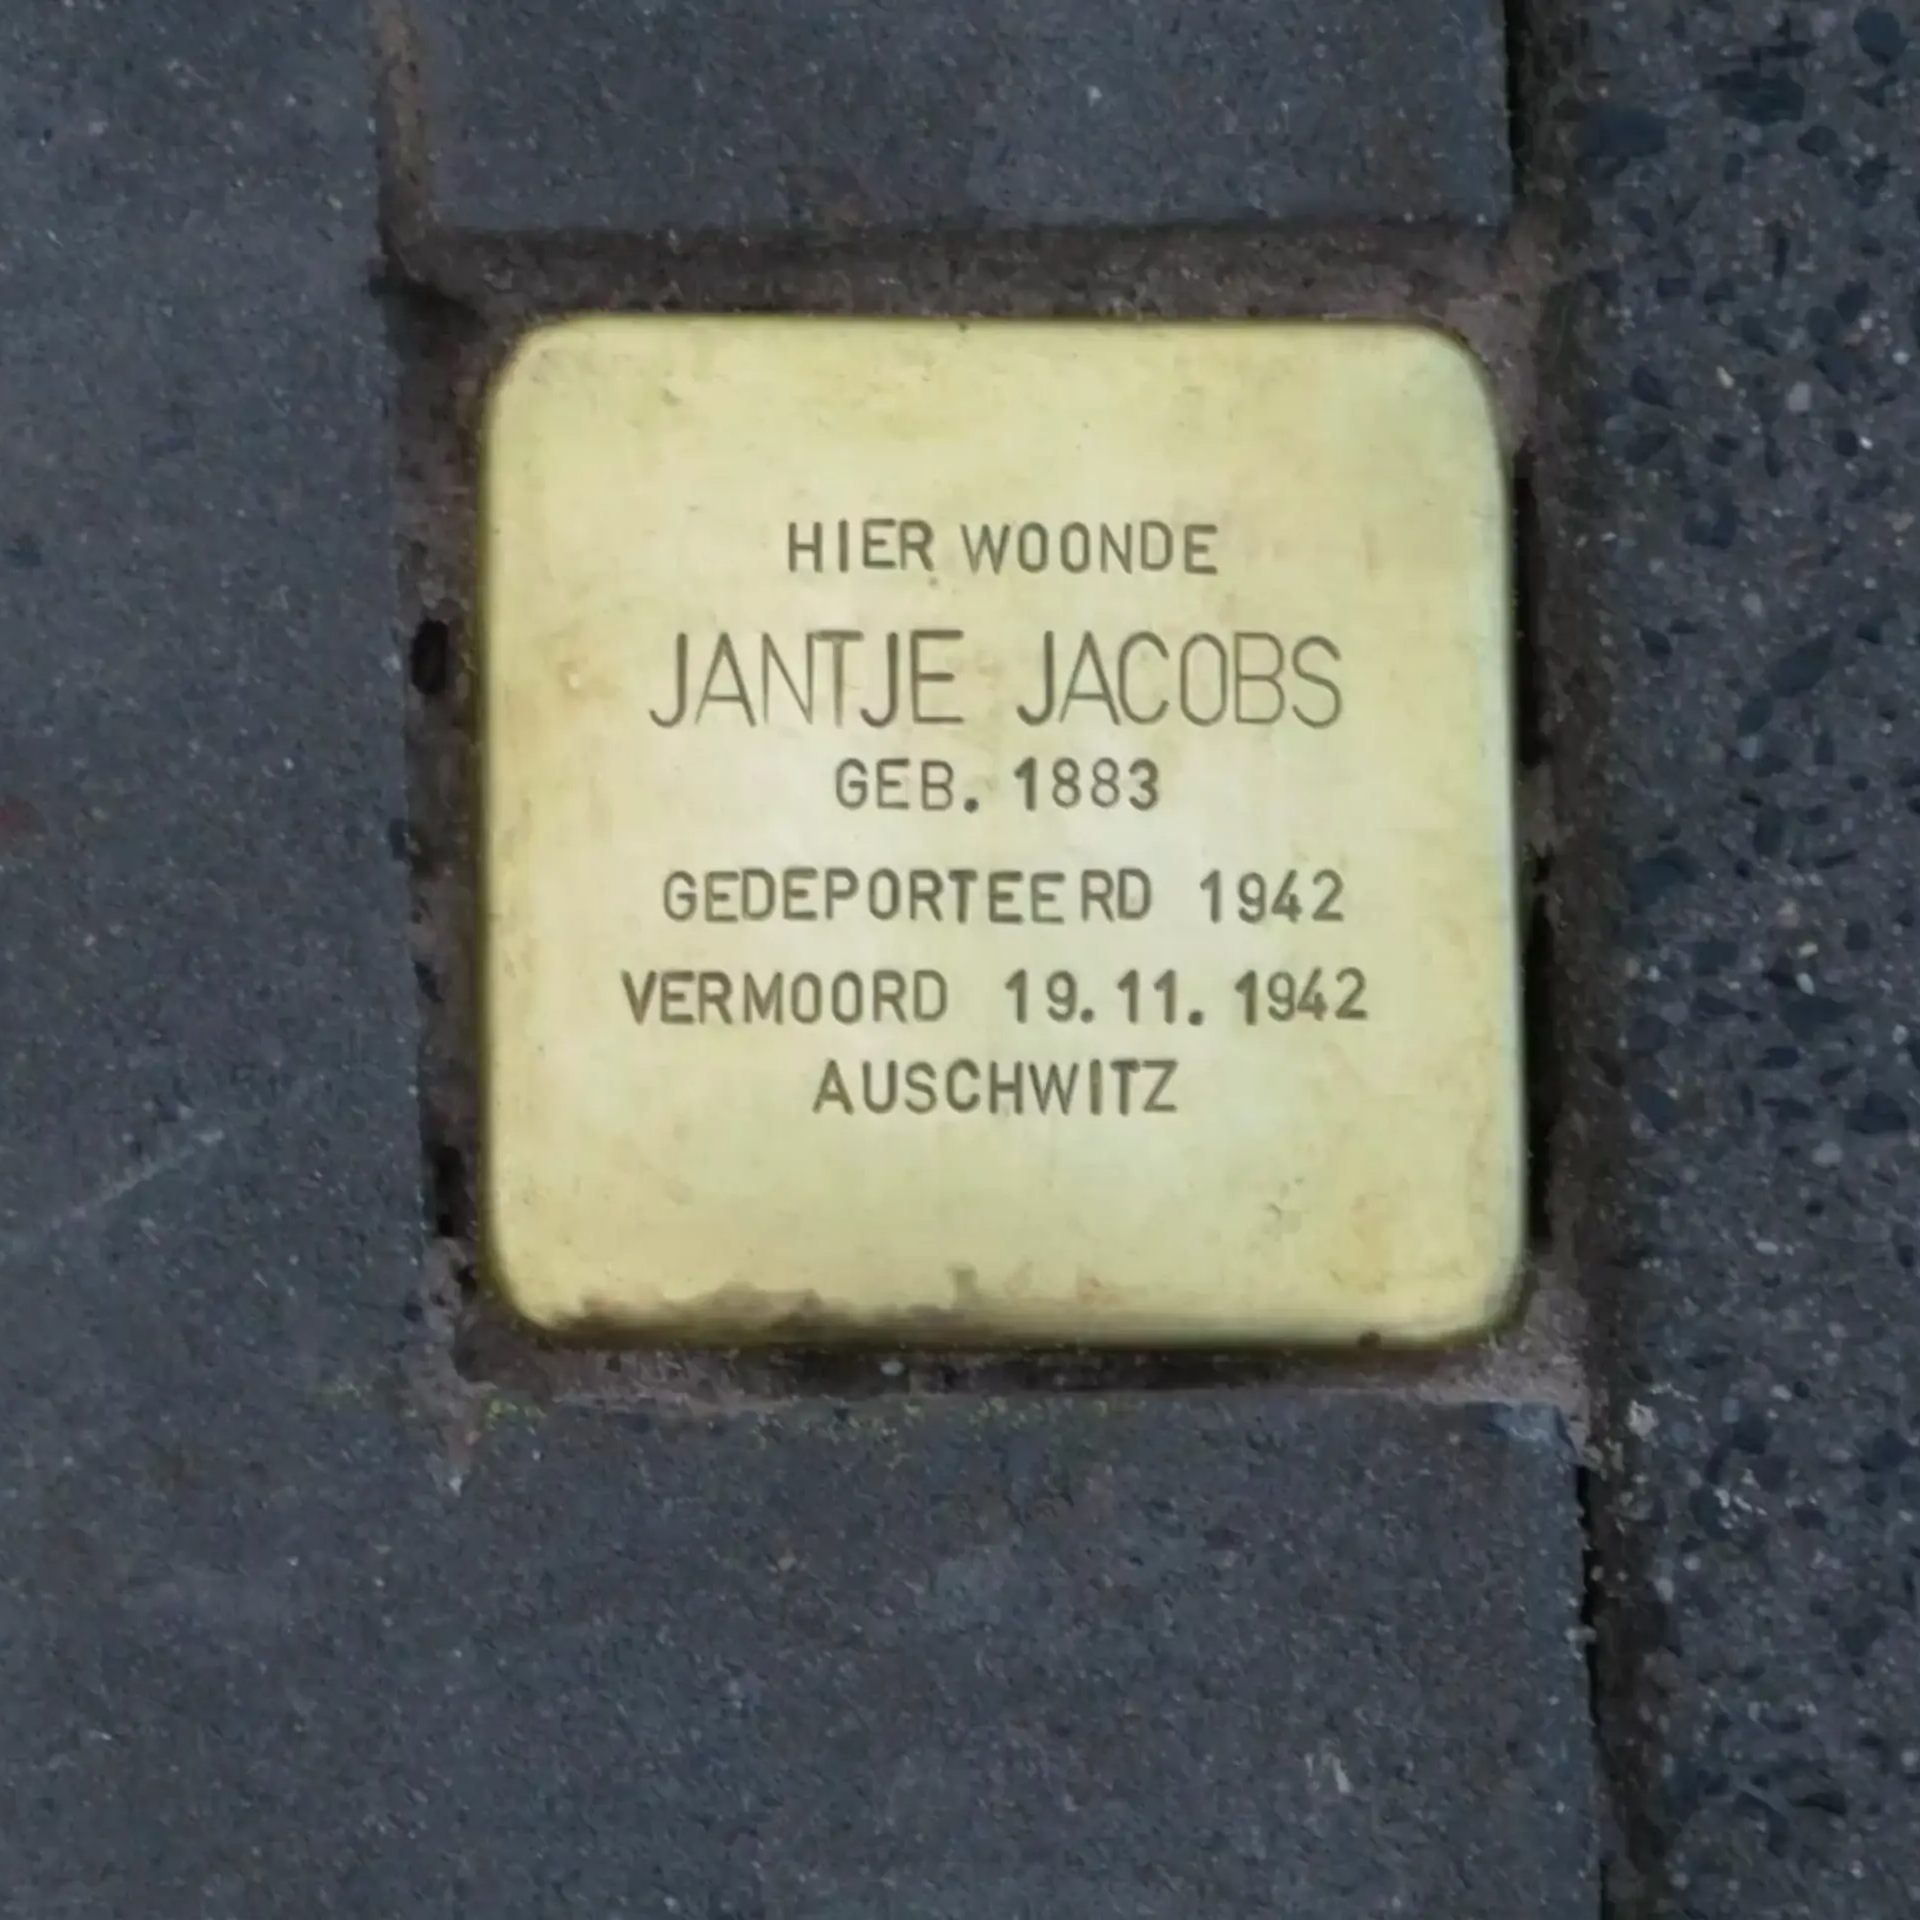 HIER WOONDE
JANTJE JACOBS
GEB. 1883
GEDEPORTEERD 1942
VERMOORD 19.11.1942
AUSCHWITZ